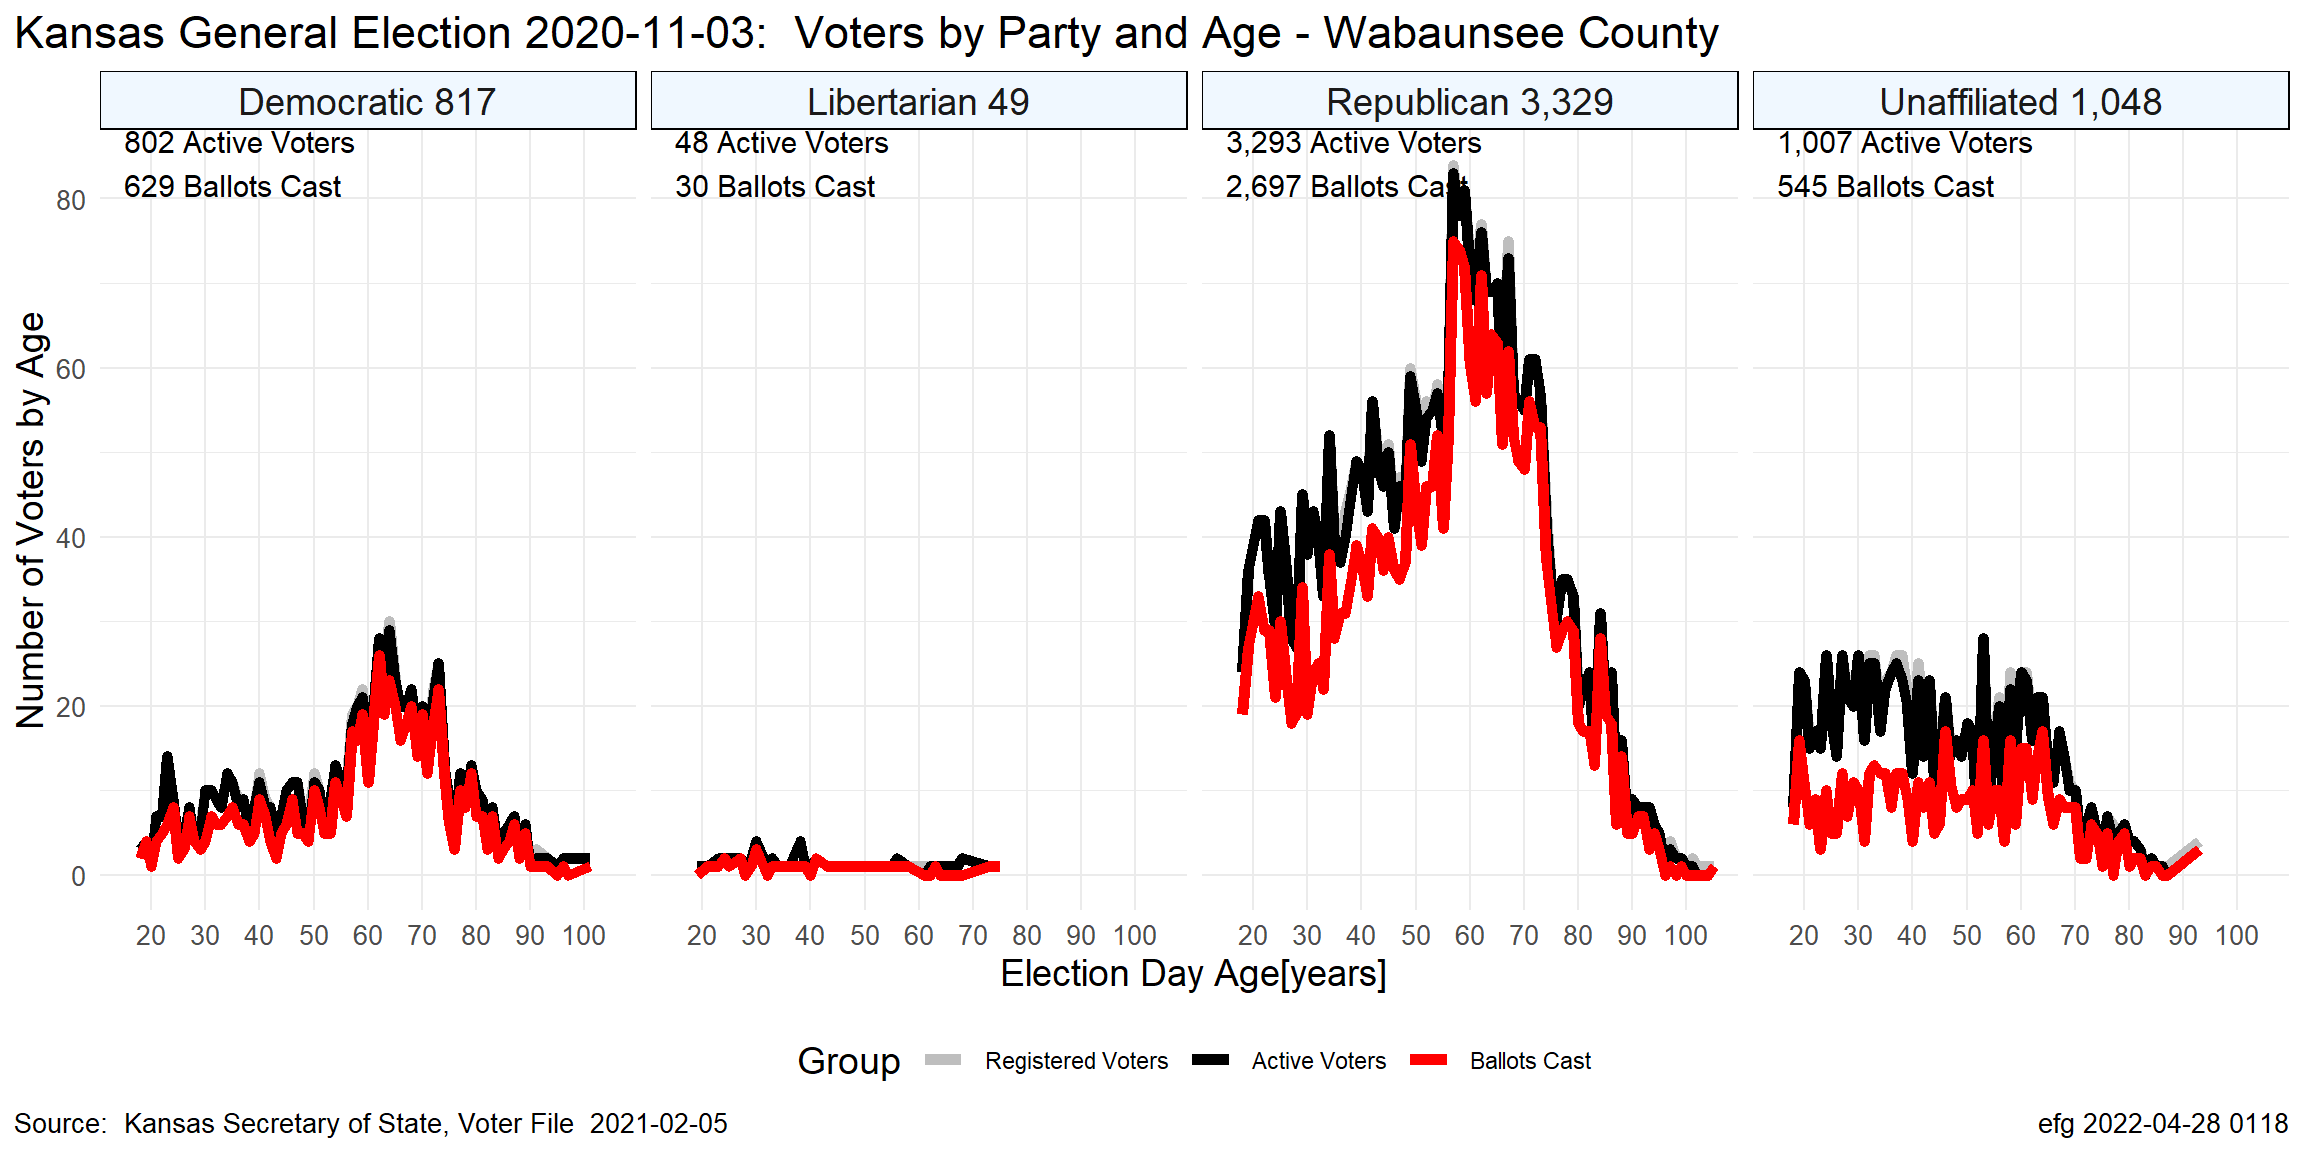 Kansas General Election 2020-11-03:  Voters by Party and Age - Wabaunsee County
Democratic 817
Libertarian 49
Republican 3,329
Unaffiliated 1,048
802 Active Voters
629 Ballots Cast
48 Active Voters
30 Ballots Cast
3,293 Active Voters
2,697 Ballots Cast
1,007 Active Voters
545 Ballots Cast
Number of Voters by Age
80
60
40
20
0
20 30 40 50 60 70 80 90 100
20 30 40 50 60 70 80 90 100
20 30 40 50 60 70 80 90 100
20 30 40 50 60 70 80 90 100
Election Day Age[years]
Group Registered Voters Active Voters Ballots Cast
Source:  Kansas Secretary of State, Voter File  2021-02-05
efg 2022-04-28 0118